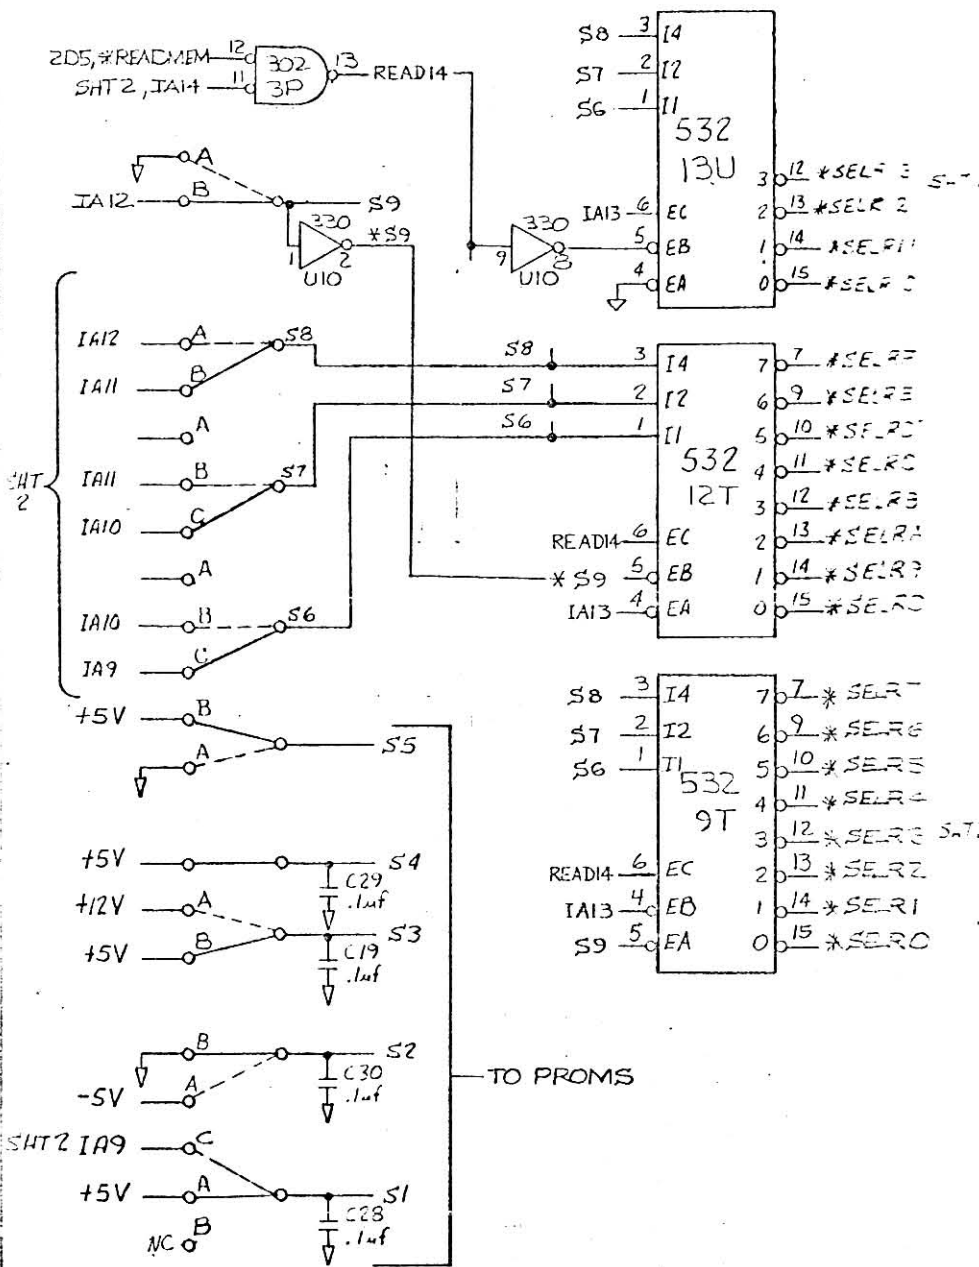 2D5,*READMEM 12
302
3P
13
READ14
SHT2,IA14 11
A
IA12 B
S9
330
1 2
U10
*S9
330
9 8
U10
S8 3 I4
S7 2 I2
S6 1 I1
532
13U
IA13 6 EC
5 EB
4 EA
3 12
2 13 *SELR 2
1 14
0 15
SHT
2
IA12 A
S8
IA11 B
A
IA11 B
S7
IA10 C
A
IA10 B
S6
IA9 C
S8 3 I4
S7 2 I2
S6 1 I1
532
12T
READ14 6 EC
*S9 5 EB
IA13 4 EA
7 7
6 9
5 10
4 11
3 12
2 13 *SELRA
1 14
0 15
+5V B
A
S5
+5V
S4
C29
.1uf
+12V A
S3
+5V B
C19
.1uf
B
S2
-5V A
C30
.1uf
SHT2 IA9 C
+5V A
S1
NC B
C28
.1uf
TO PROMS
S8 3 I4
S7 2 I2
S6 1 I1
532
9T
READ14 6 EC
IA13 4 EB
S9 5 EA
7 7
6 9 *SELR6
5 10 *SELR5
4 11 *SELR4
3 12 *SELR3
2 13 *SELR2
1 14 *SELR1
0 15 *SELR0